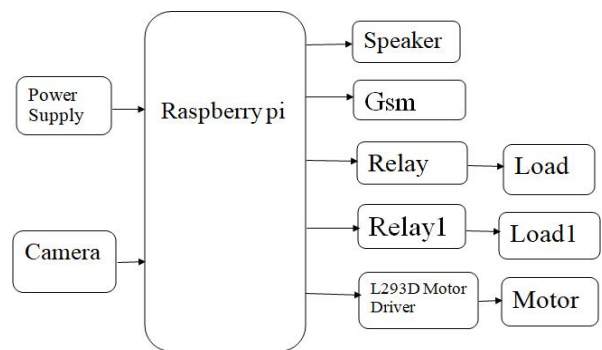 Speaker
Power
Supply
Raspberry pi
Gsm
Relay
Load
Camera
Relay1
Load1
L293D Motor
Driver
Motor